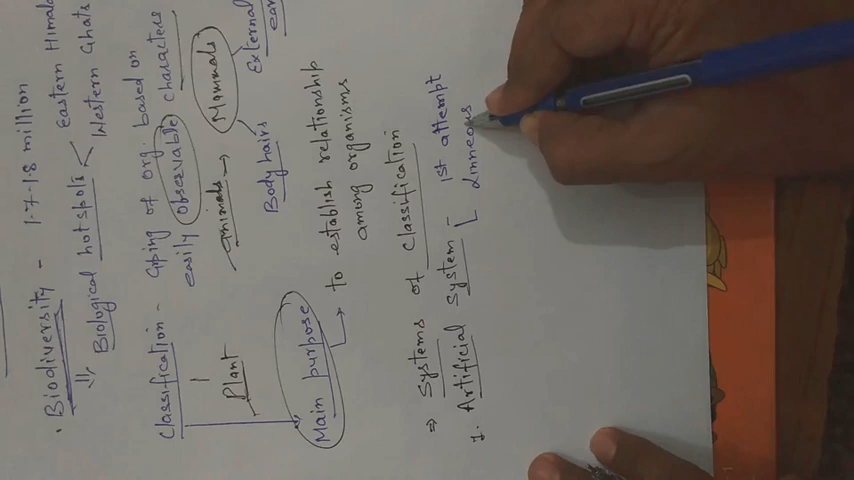 • Biodiversity - 1.7-1.8 million
Biological hotspots < Eastern Himala
Western Ghats
Classification - Gping of org. based on
easily observable characters
Plant
animals → Mammals
Body hairs
External
ear
Main purpose
to establish relationship
among organisms
⇒ Systems of classification
1. Artificial System - 1st attempt
Linneous